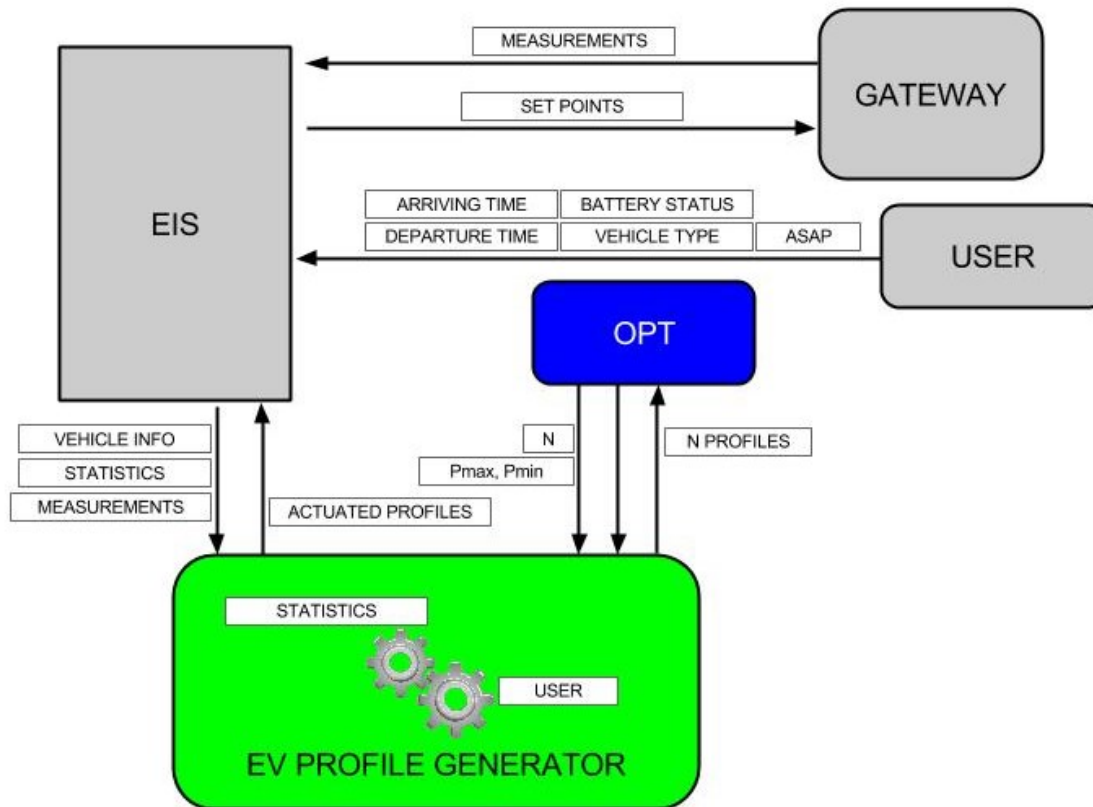 MEASUREMENTS
GATEWAY
SET POINTS
EIS
ARRIVING TIME
BATTERY STATUS
DEPARTURE TIME
VEHICLE TYPE
ASAP
USER
OPT
VEHICLE INFO
STATISTICS
MEASUREMENTS
ACTUATED PROFILES
N
Pmax, Pmin
N PROFILES
STATISTICS
USER
EV PROFILE GENERATOR